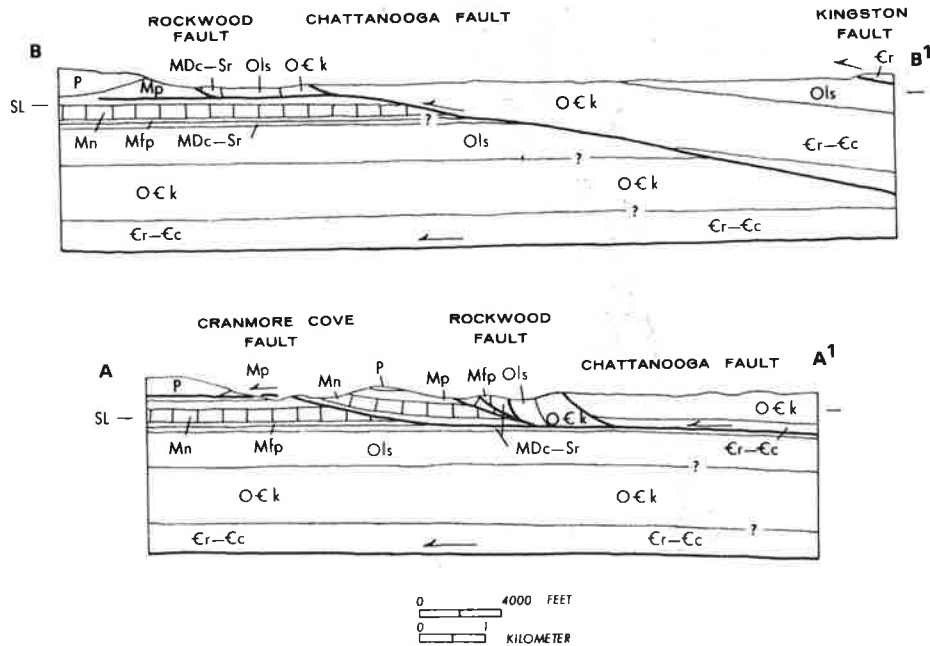 ROCKWOOD FAULT
CHATTANOOGA FAULT
KINGSTON FAULT
B
B¹
P
Mp
MDc–Sr
Ols
O€k
€r
SL
O€k
Ols
?
Mn
Mfp
MDc–Sr
Ols
€r–€c
?
O€k
O€k
?
€r–€c
€r–€c
CRANMORE COVE FAULT
ROCKWOOD FAULT
CHATTANOOGA FAULT
A
A¹
P
Mp
Mn
P
Mp
Mfp
Ols
SL
O€k
O€k
Mn
Mfp
Ols
MDc–Sr
€r–€c
?
O€k
O€k
?
€r–€c
€r–€c
0 4000 FEET
0 1 KILOMETER